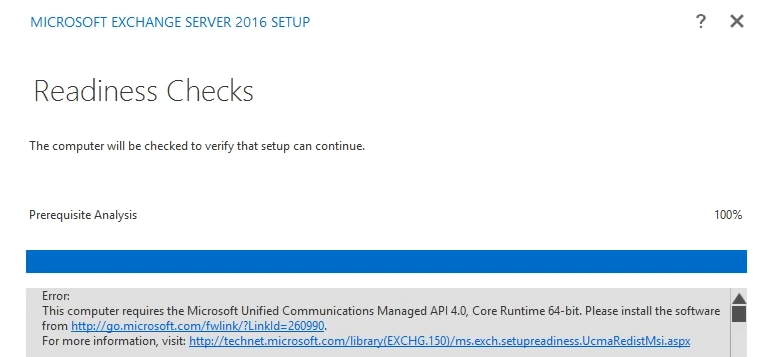 MICROSOFT EXCHANGE SERVER 2016 SETUP ? ✕
Readiness Checks
The computer will be checked to verify that setup can continue.
Prerequisite Analysis 100%
Error:
This computer requires the Microsoft Unified Communications Managed API 4.0, Core Runtime 64-bit. Please install the software
from http://go.microsoft.com/fwlink/?LinkId=260990.
For more information, visit: http://technet.microsoft.com/library(EXCHG.150)/ms.exch.setupreadiness.UcmaRedistMsi.aspx